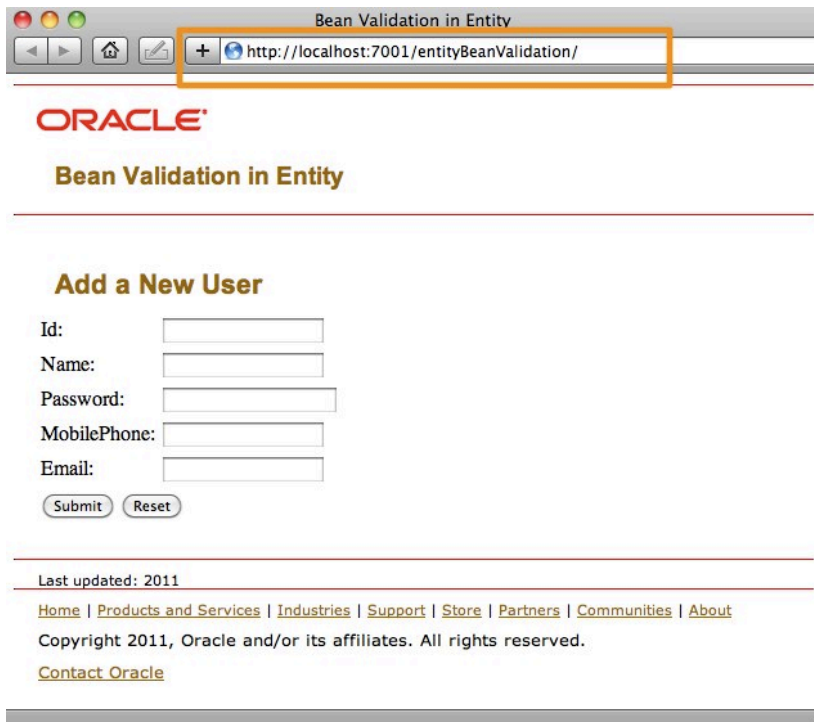 Bean Validation in Entity
http://localhost:7001/entityBeanValidation/
ORACLE
Bean Validation in Entity
Add a New User
Id:
Name:
Password:
MobilePhone:
Email:
Submit Reset
Last updated: 2011
Home | Products and Services | Industries | Support | Store | Partners | Communities | About
Copyright 2011, Oracle and/or its affiliates. All rights reserved.
Contact Oracle